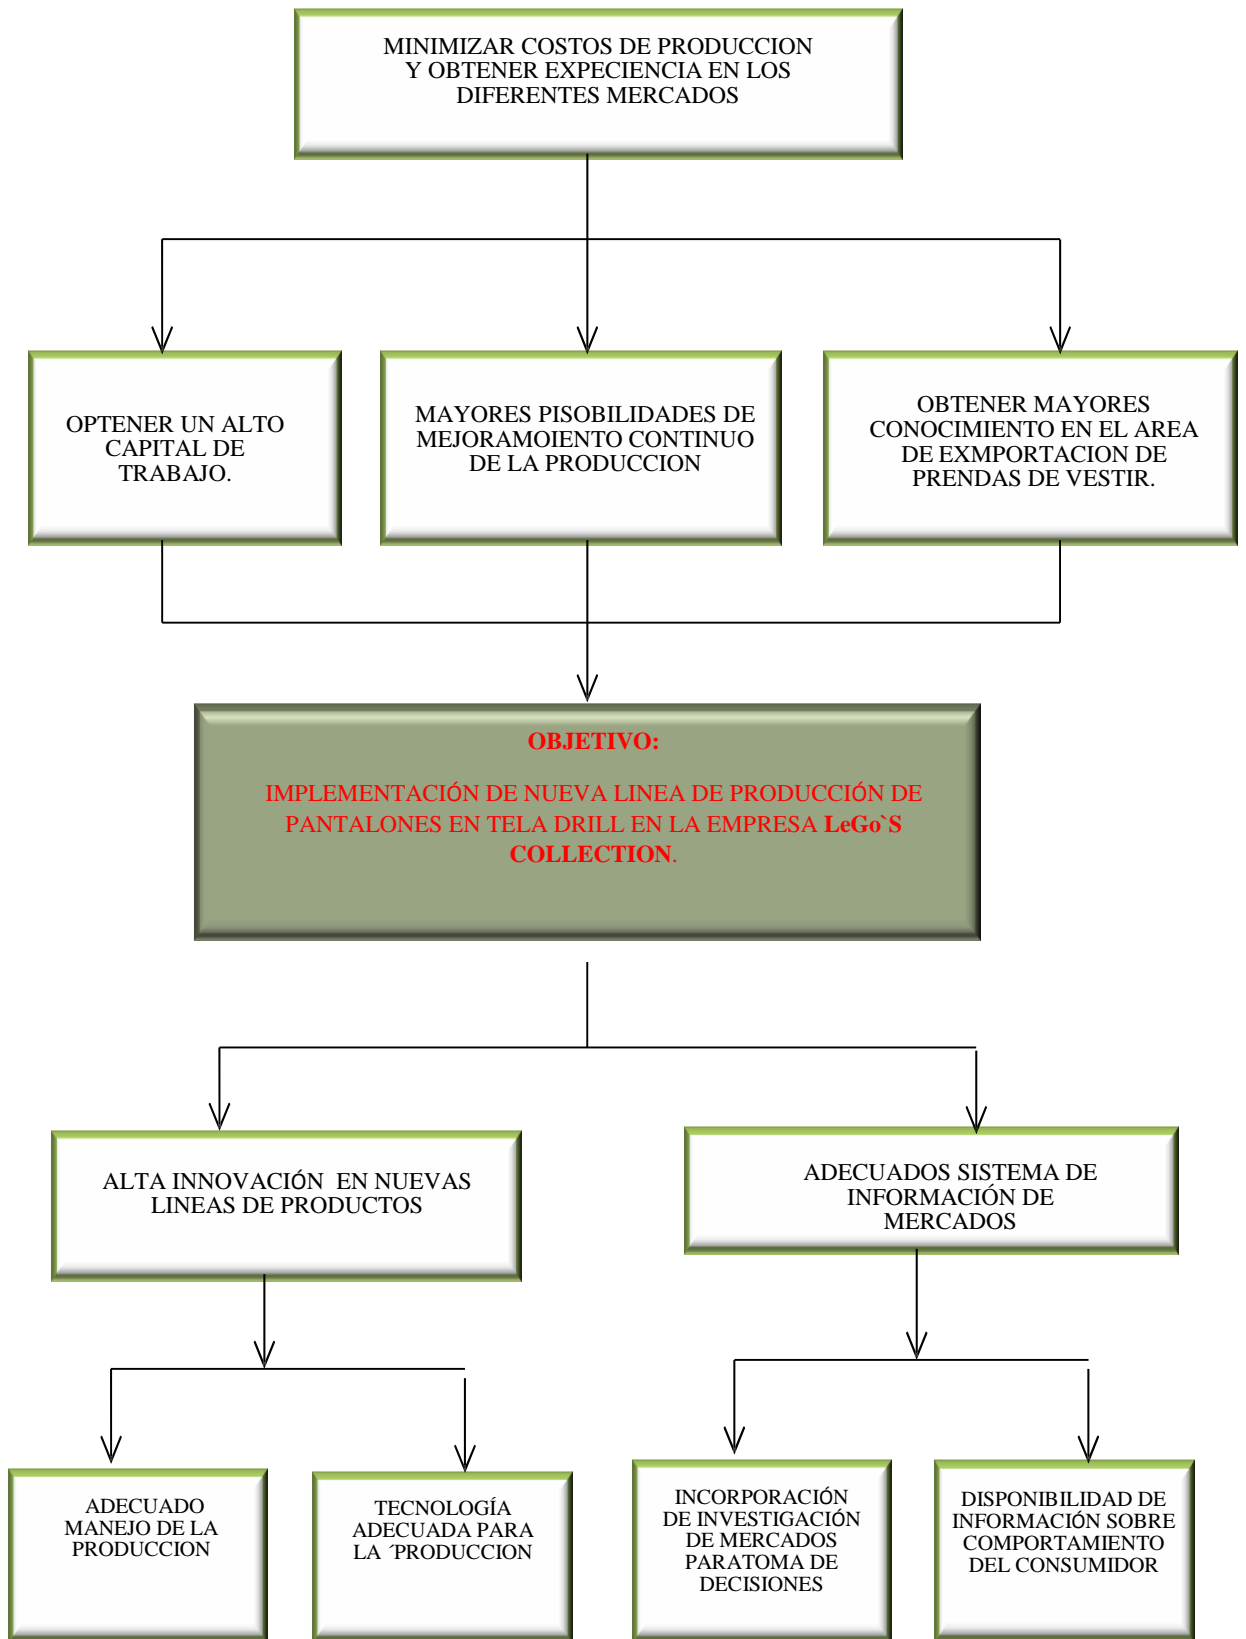 MINIMIZAR COSTOS DE PRODUCCION
Y OBTENER EXPECIENCIA EN LOS
DIFERENTES MERCADOS
OPTENER UN ALTO
CAPITAL DE
TRABAJO.
MAYORES PISOBILIDADES DE
MEJORAMOIENTO CONTINUO
DE LA PRODUCCION
OBTENER MAYORES
CONOCIMIENTO EN EL AREA
DE EXMPORTACION DE
PRENDAS DE VESTIR.
OBJETIVO:
IMPLEMENTACIÓN DE NUEVA LINEA DE PRODUCCIÓN DE
PANTALONES EN TELA DRILL EN LA EMPRESA LeGo`S
COLLECTION.
ALTA INNOVACIÓN EN NUEVAS
LINEAS DE PRODUCTOS
ADECUADOS SISTEMA DE
INFORMACIÓN DE
MERCADOS
ADECUADO
MANEJO DE LA
PRODUCCION
TECNOLOGÍA
ADECUADA PARA
LA ´PRODUCCION
INCORPORACIÓN
DE INVESTIGACIÓN
DE MERCADOS
PARATOMA DE
DECISIONES
DISPONIBILIDAD DE
INFORMACIÓN SOBRE
COMPORTAMIENTO
DEL CONSUMIDOR